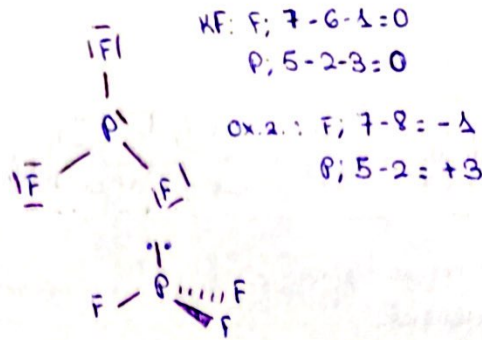 KF: F; 7-6-1=0
P; 5-2-3=0
Ox.z.: F; 7-8=-1
P; 5-2=+3
F
P
F F
P
F F
F